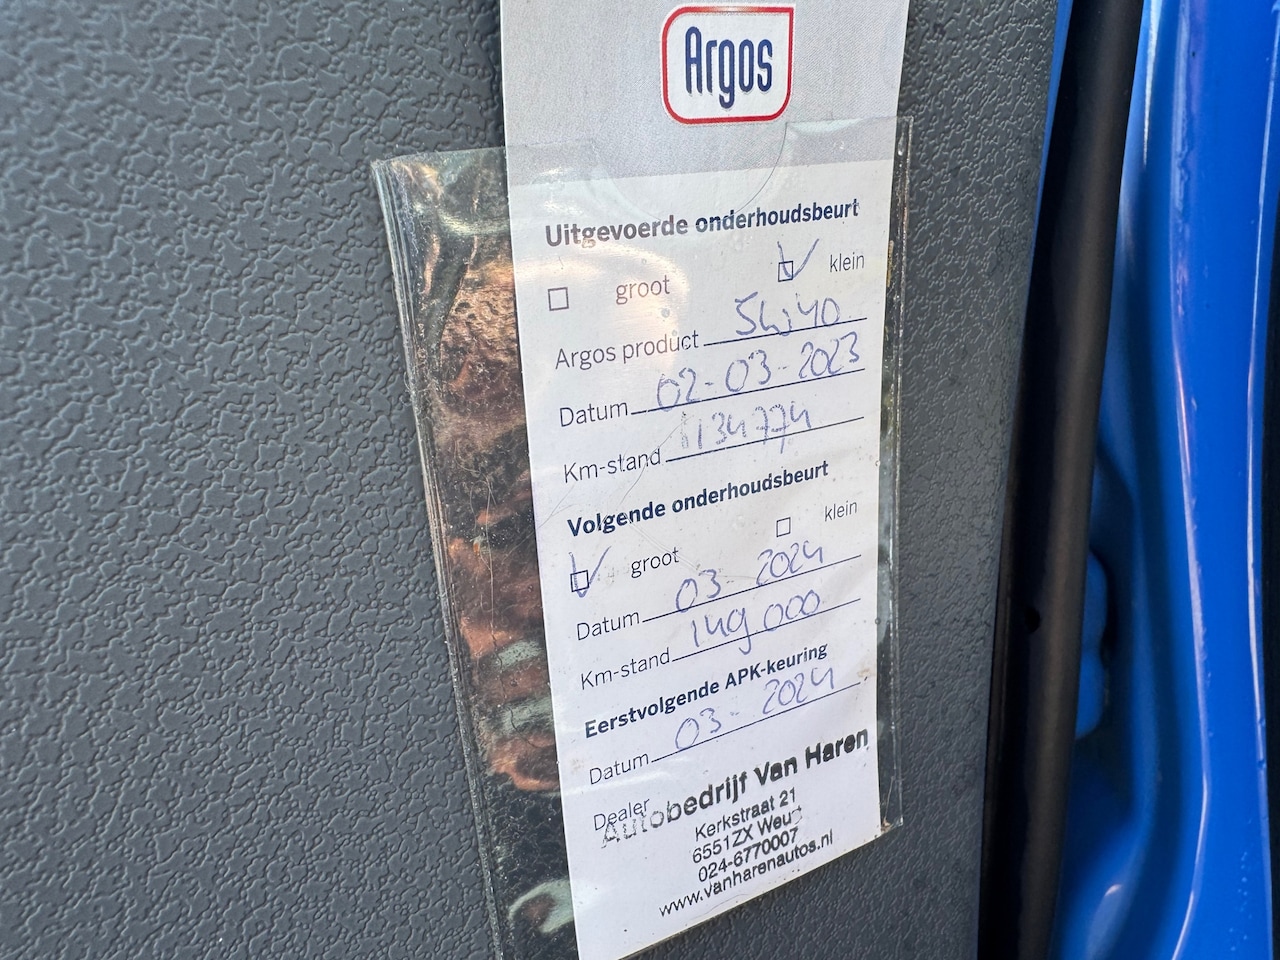 Argos
Uitgevoerde onderhoudsbeurt
groot klein
Argos product 5W40
Datum 02-03-2023
Km-stand 134774
Volgende onderhoudsbeurt
groot klein
Datum 03 2024
Km-stand 149 000
Eerstvolgende APK-keuring
Datum 03-2024
Dealer
Autobedrijf Van Haren
Kerkstraat 21
6551ZX Weurt
024-6770007
www.vanharenautos.nl